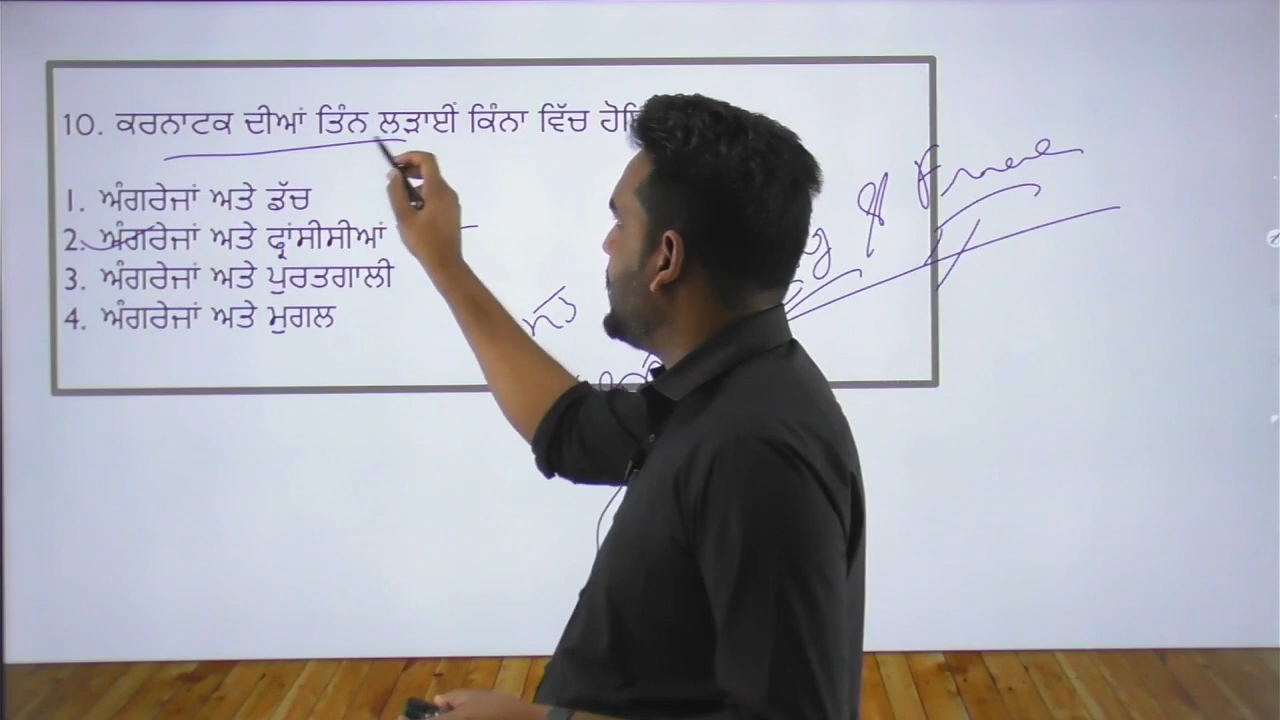 10. ਕਰਨਾਟਕ ਦੀਆਂ ਤਿੰਨ ਲੜਾਈਂ ਕਿੰਨਾ ਵਿੱਚ
1. ਅੰਗਰੇਜਾਂ ਅਤੇ ਡੱਚ
2. ਅੰਗਰੇਜਾਂ ਅਤੇ ਫ੍ਰਾਂਸੀਸੀਆਂ
3. ਅੰਗਰੇਜਾਂ ਅਤੇ ਪੁਰਤਗਾਲੀ
4. ਅੰਗਰੇਜਾਂ ਅਤੇ ਮੁਗਲ